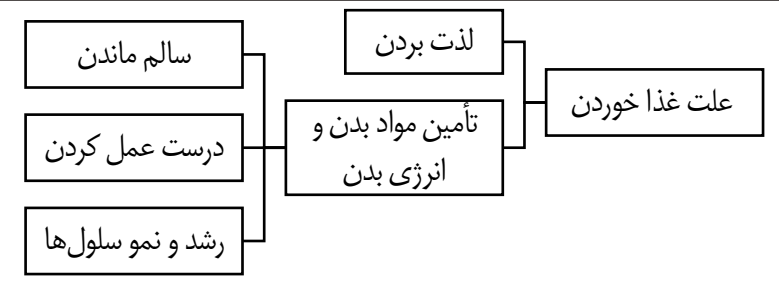 علت غذا خوردن
لذت بردن
تأمین مواد بدن و
انرژی بدن
سالم ماندن
درست عمل کردن
رشد و نمو سلول‌ها